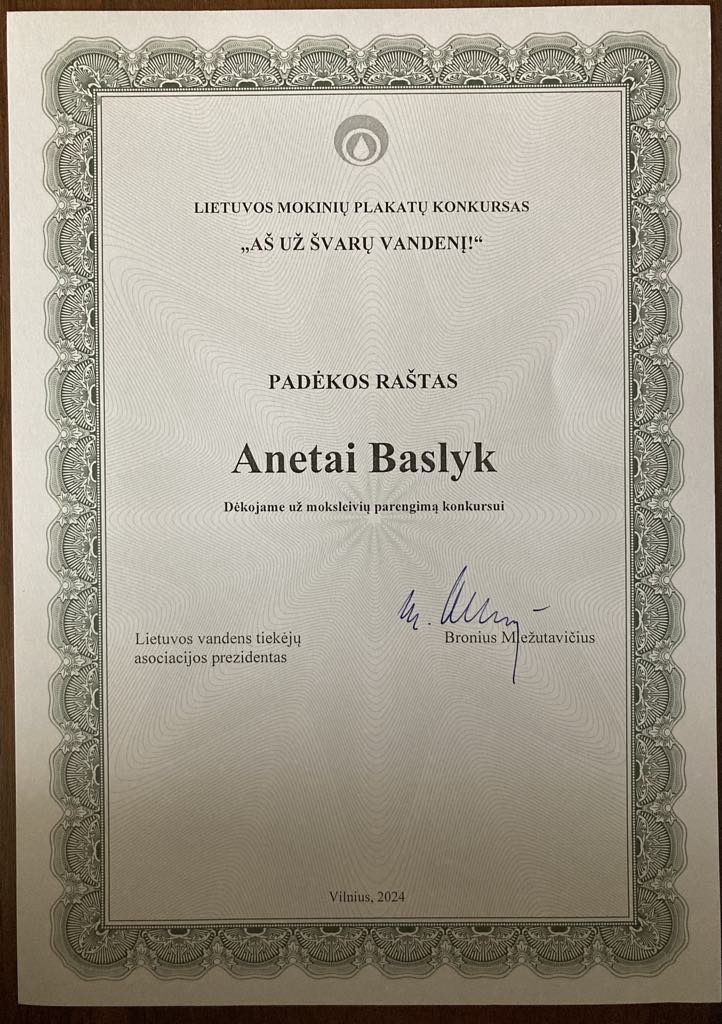 LIETUVOS MOKINIŲ PLAKATŲ KONKURSAS
„AŠ UŽ ŠVARŲ VANDENĮ!“
PADĖKOS RAŠTAS
Anetai Baslyk
Dėkojame už moksleivių parengimą konkursui
Lietuvos vandens tiekėjų
asociacijos prezidentas
Bronius Miežutavičius
Vilnius, 2024